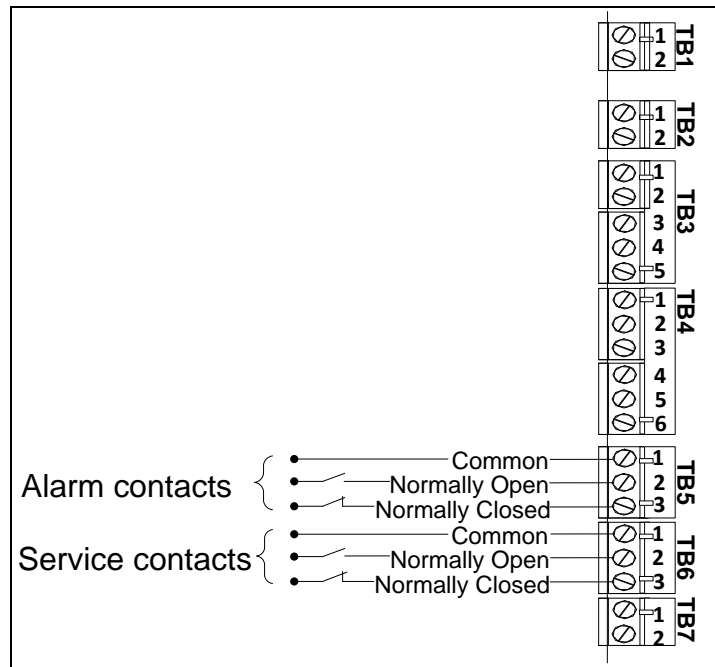 1
2
TB1
1
2
TB2
1
2
3
4
5
TB3
1
2
3
4
5
6
TB4
Alarm contacts
Common 1
Normally Open 2
Normally Closed 3
TB5
Service contacts
Common 1
Normally Open 2
Normally Closed 3
TB6
1
2
TB7